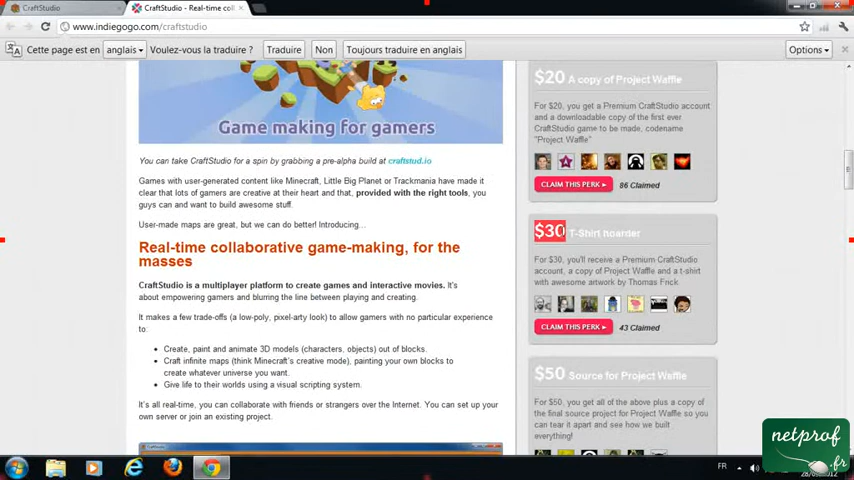 CraftStudio
CraftStudio - Real-time col
www.indiegogo.com/craftstudio
Cette page est en anglais Voulez-vous la traduire ? Traduire Non Toujours traduire en anglais Options
Game making for gamers
You can take CraftStudio for a spin by grabbing a pre-alpha build at craftstud.io
Games with user-generated content like Minecraft, Little Big Planet or Trackmania have made it
clear that lots of gamers are creative at their heart and that, provided with the right tools, you
guys can and want to build awesome stuff.
User-made maps are great, but we can do better! Introducing...
Real-time collaborative game-making, for the
masses
CraftStudio is a multiplayer platform to create games and interactive movies. It's
about empowering gamers and blurring the line between playing and creating.
It makes a few trade-offs (a low-poly, pixel-arty look) to allow gamers with no particular experience
to:
• Create, paint and animate 3D models (characters, objects) out of blocks.
• Craft infinite maps (think Minecraft's creative mode), painting your own blocks to
create whatever universe you want.
• Give life to their worlds using a visual scripting system.
It's all real-time, you can collaborate with friends or strangers over the Internet. You can set up your
own server or join an existing project.
$20 A copy of Project Waffle
For $20, you get a Premium CraftStudio account
and a downloadable copy of the first ever
CraftStudio game to be made, codename
"Project Waffle"
CLAIM THIS PERK 86 Claimed
$30 T-Shirt hoarder
For $30, you'll receive a Premium CraftStudio
account, a copy of Project Waffle and a t-shirt
with awesome artwork by Thomas Frick
CLAIM THIS PERK 43 Claimed
$50 Source for Project Waffle
For $50, you get all of the above plus a copy of
the final source project for Project Waffle so you
can tear it apart and see how we built
everything!
netprof
.fr
FR